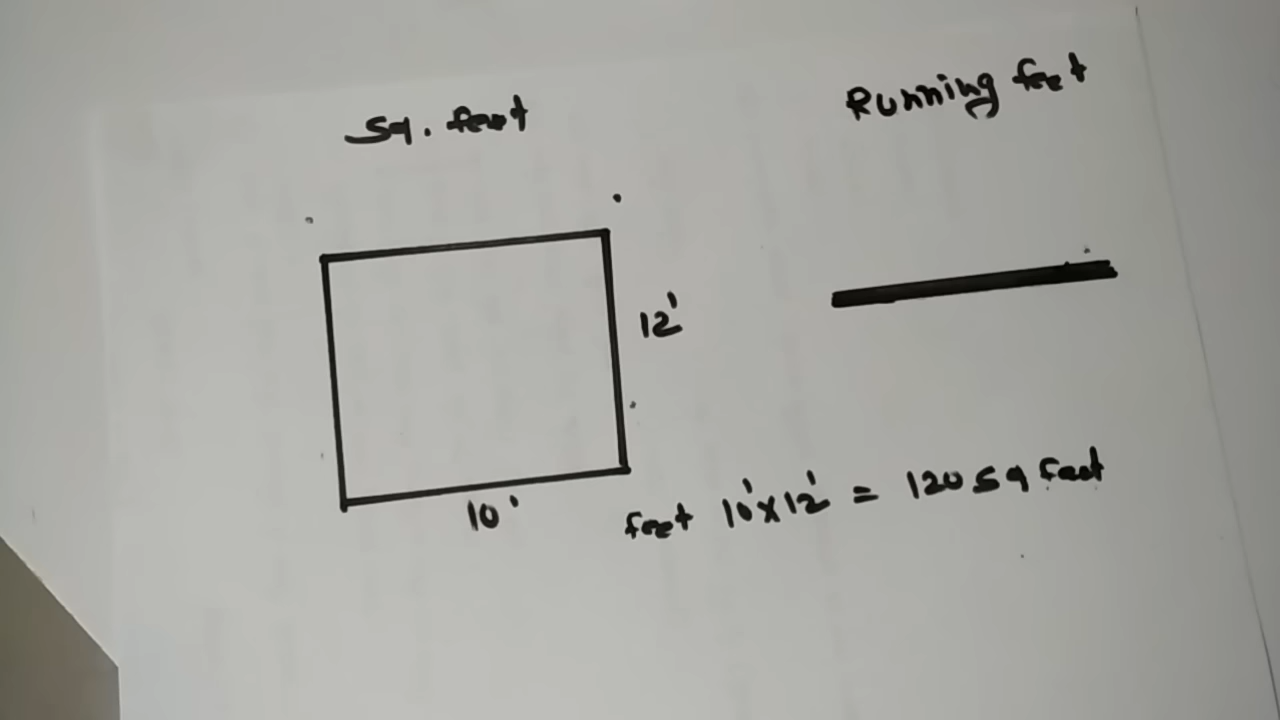 Sq. feet
Running feet
12'
10'
feet 10'x12' = 120 Sq feet